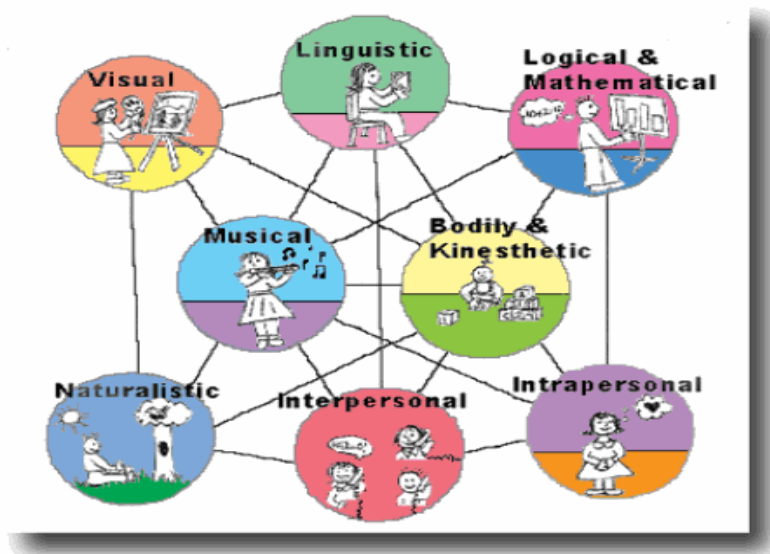 Linguistic
Visual
Logical &
Mathematical
Musical
Bodily &
Kinesthetic
Naturalistic
Interpersonal
Intrapersonal